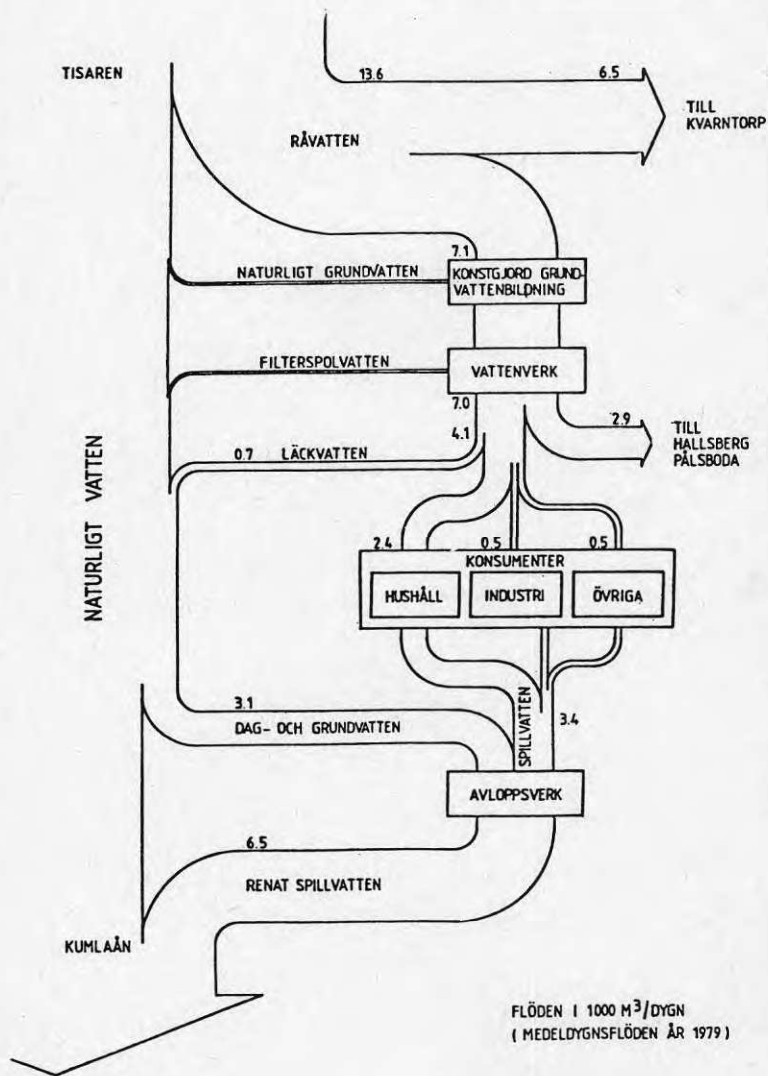 TISAREN
13.6
6.5
TILL
KVARNTORP
RÅVATTEN
7.1
NATURLIGT GRUNDVATTEN
KONSTGJORD GRUND-
VATTENBILDNING
FILTERSPOLVATTEN
VATTENVERK
7.0
4.1
2.9
TILL
HALLSBERG
PÅLSBODA
0.7 LÄCKVATTEN
NATURLIGT VATTEN
2.4
0.5
0.5
KONSUMENTER
HUSHÅLL
INDUSTRI
ÖVRIGA
3.1
DAG- OCH GRUNDVATTEN
SPILLVATTEN
3.4
AVLOPPSVERK
6.5
RENAT SPILLVATTEN
KUMLAÅN
FLÖDEN I 1000 M³/DYGN
( MEDELDYGNSFLÖDEN ÅR 1979 )